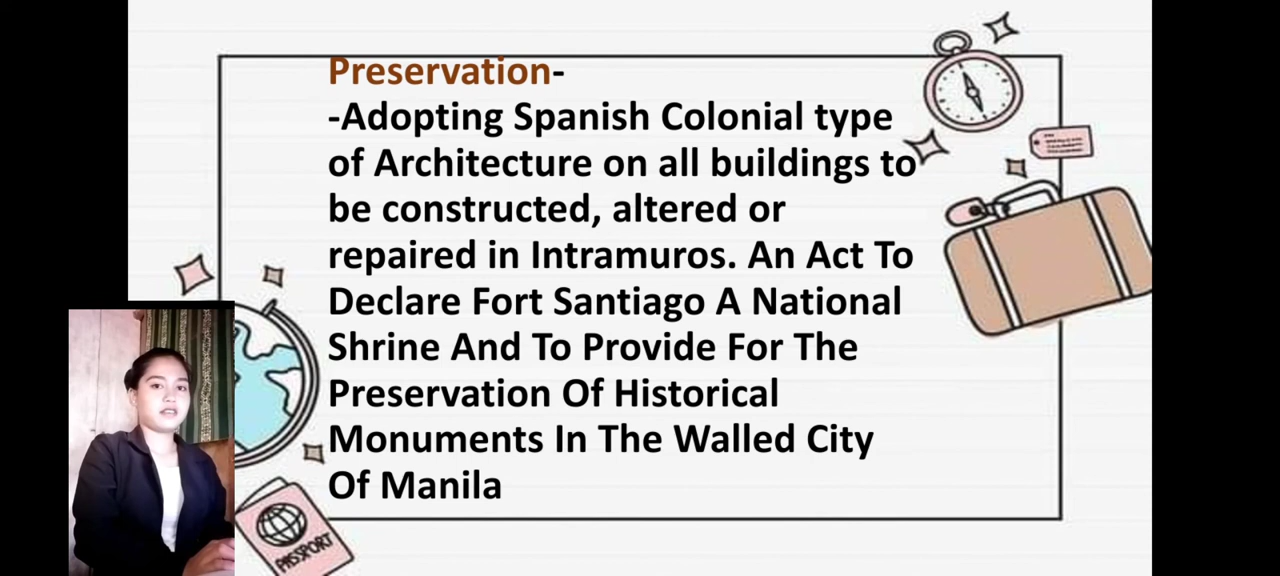 Preservation-
-Adopting Spanish Colonial type
of Architecture on all buildings to
be constructed, altered or
repaired in Intramuros. An Act To
Declare Fort Santiago A National
Shrine And To Provide For The
Preservation Of Historical
Monuments In The Walled City
Of Manila
PASSPORT